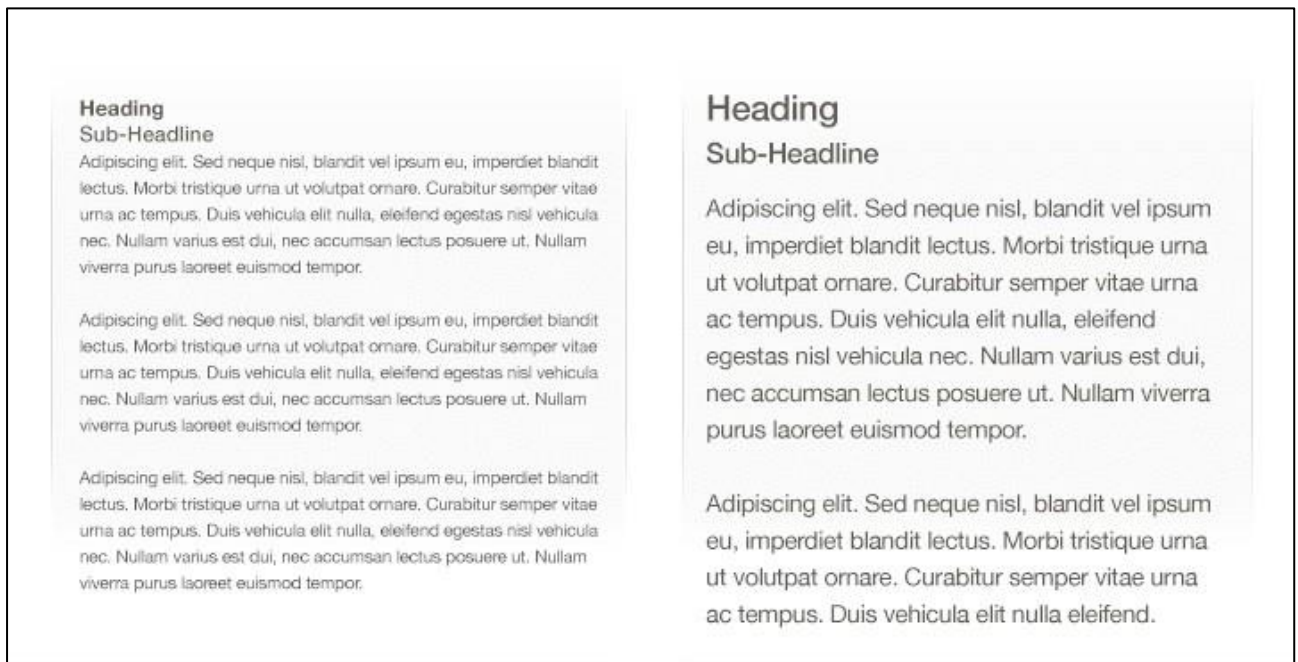 Heading
Sub-Headline
Adipiscing elit. Sed neque nisl, blandit vel ipsum eu, imperdiet blandit
lectus. Morbi tristique urna ut volutpat ornare. Curabitur semper vitae
urna ac tempus. Duis vehicula elit nulla, eleifend egestas nisl vehicula
nec. Nullam varius est dui, nec accumsan lectus posuere ut. Nullam
viverra purus laoreet euismod tempor.
Adipiscing elit. Sed neque nisl, blandit vel ipsum eu, imperdiet blandit
lectus. Morbi tristique urna ut volutpat ornare. Curabitur semper vitae
urna ac tempus. Duis vehicula elit nulla, eleifend egestas nisl vehicula
nec. Nullam varius est dui, nec accumsan lectus posuere ut. Nullam
viverra purus laoreet euismod tempor.
Adipiscing elit. Sed neque nisl, blandit vel ipsum eu, imperdiet blandit
lectus. Morbi tristique urna ut volutpat ornare. Curabitur semper vitae
urna ac tempus. Duis vehicula elit nulla, eleifend egestas nisl vehicula
nec. Nullam varius est dui, nec accumsan lectus posuere ut. Nullam
viverra purus laoreet euismod tempor.
Heading
Sub-Headline
Adipiscing elit. Sed neque nisl, blandit vel ipsum
eu, imperdiet blandit lectus. Morbi tristique urna
ut volutpat ornare. Curabitur semper vitae urna
ac tempus. Duis vehicula elit nulla, eleifend
egestas nisl vehicula nec. Nullam varius est dui,
nec accumsan lectus posuere ut. Nullam viverra
purus laoreet euismod tempor.
Adipiscing elit. Sed neque nisl, blandit vel ipsum
eu, imperdiet blandit lectus. Morbi tristique urna
ut volutpat ornare. Curabitur semper vitae urna
ac tempus. Duis vehicula elit nulla eleifend.